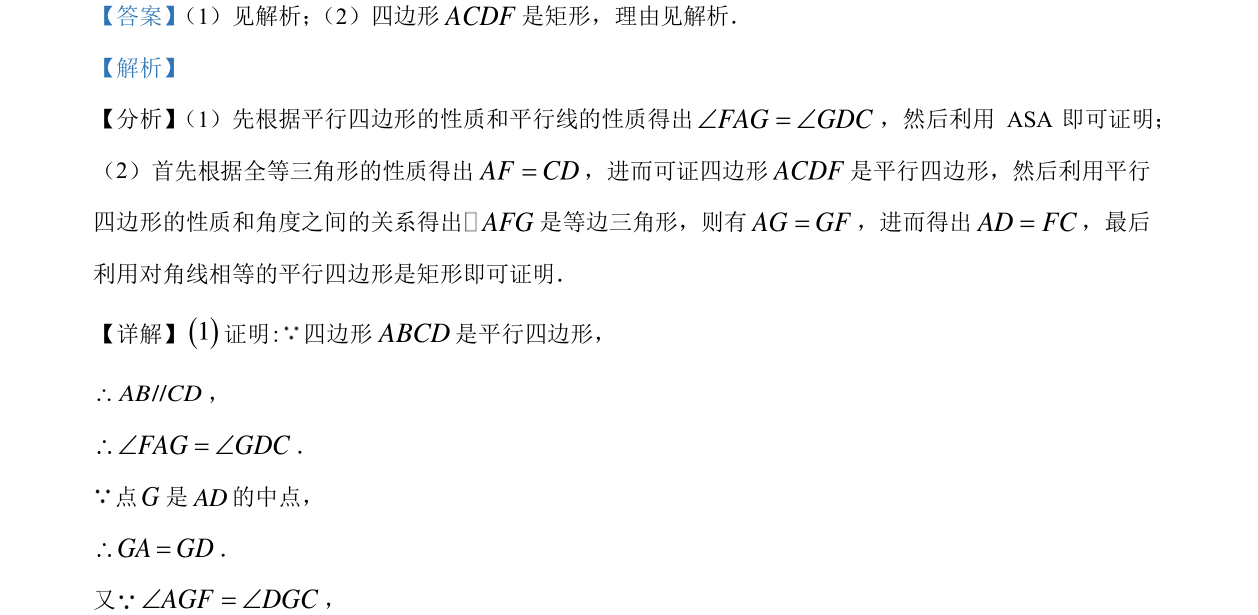 【答案】（1）见解析；（2）四边形 ACDF 是矩形，理由见解析．
【解析】
【分析】（1）先根据平行四边形的性质和平行线的性质得出∠FAG = ∠GDC ，然后利用 ASA 即可证明；
（2）首先根据全等三角形的性质得出 AF = CD ，进而可证四边形 ACDF 是平行四边形，然后利用平行
四边形的性质和角度之间的关系得出□AFG 是等边三角形，则有 AG = GF ，进而得出 AD = FC ，最后
利用对角线相等的平行四边形是矩形即可证明．
【详解】(1)证明:∵四边形 ABCD 是平行四边形，
∴ AB//CD ，
∴∠FAG = ∠GDC ．
∵点G 是 AD 的中点，
∴GA = GD ．
又∵ ∠AGF = ∠DGC ，